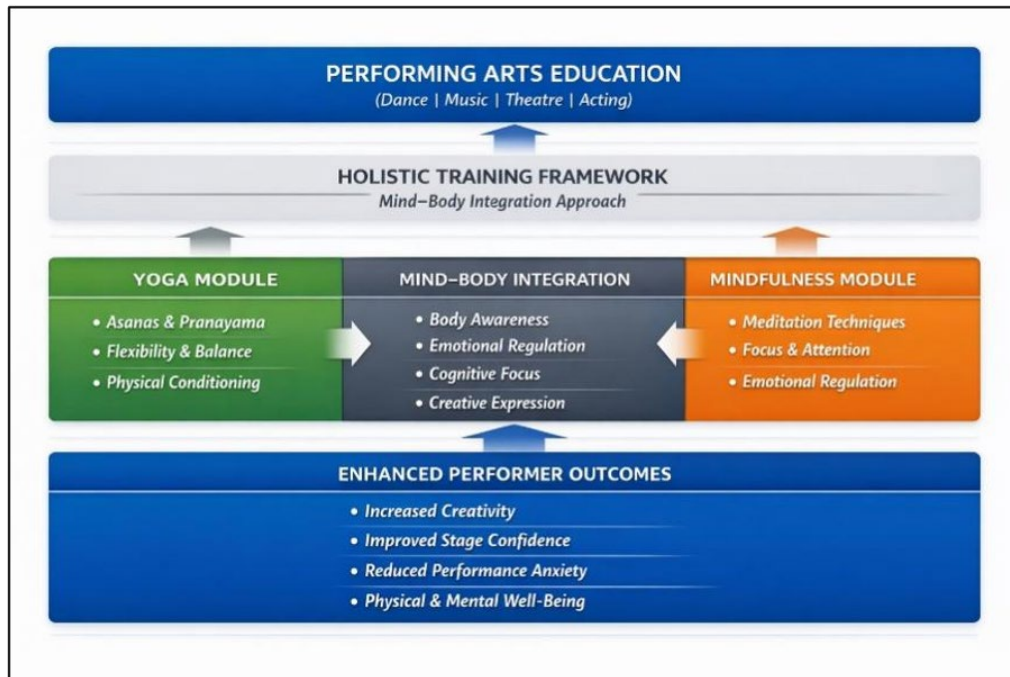 PERFORMING ARTS EDUCATION
(Dance | Music | Theatre | Acting)
HOLISTIC TRAINING FRAMEWORK
Mind–Body Integration Approach
YOGA MODULE
• Asanas & Pranayama
• Flexibility & Balance
• Physical Conditioning
MIND–BODY INTEGRATION
• Body Awareness
• Emotional Regulation
• Cognitive Focus
• Creative Expression
MINDFULNESS MODULE
• Meditation Techniques
• Focus & Attention
• Emotional Regulation
ENHANCED PERFORMER OUTCOMES
• Increased Creativity
• Improved Stage Confidence
• Reduced Performance Anxiety
• Physical & Mental Well-Being